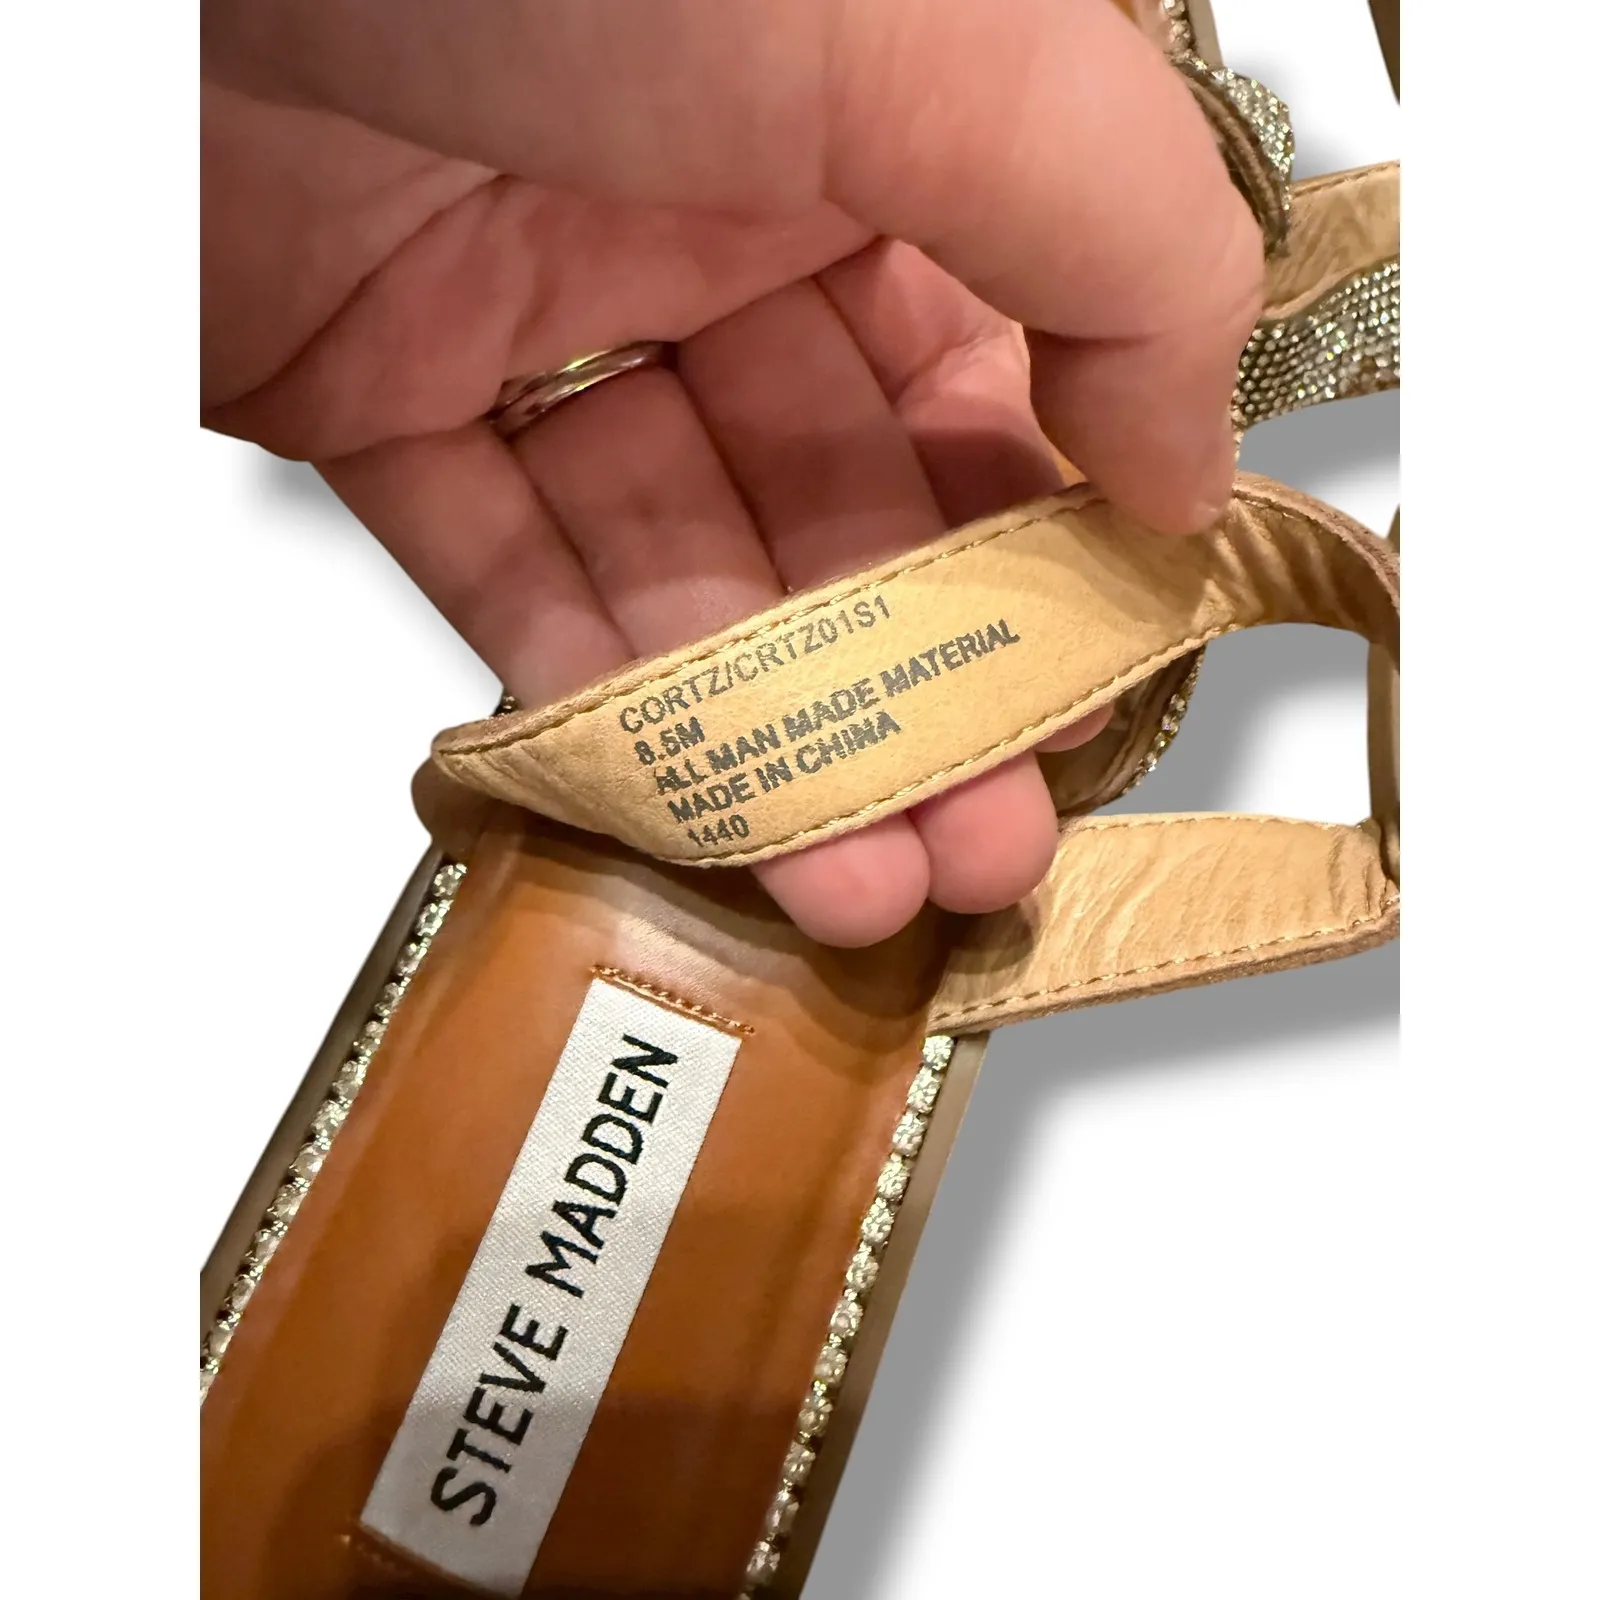 CORTZ/CRTZ01S1
8.5M
ALL MAN MADE MATERIAL
MADE IN CHINA
1440
STEVE MADDEN